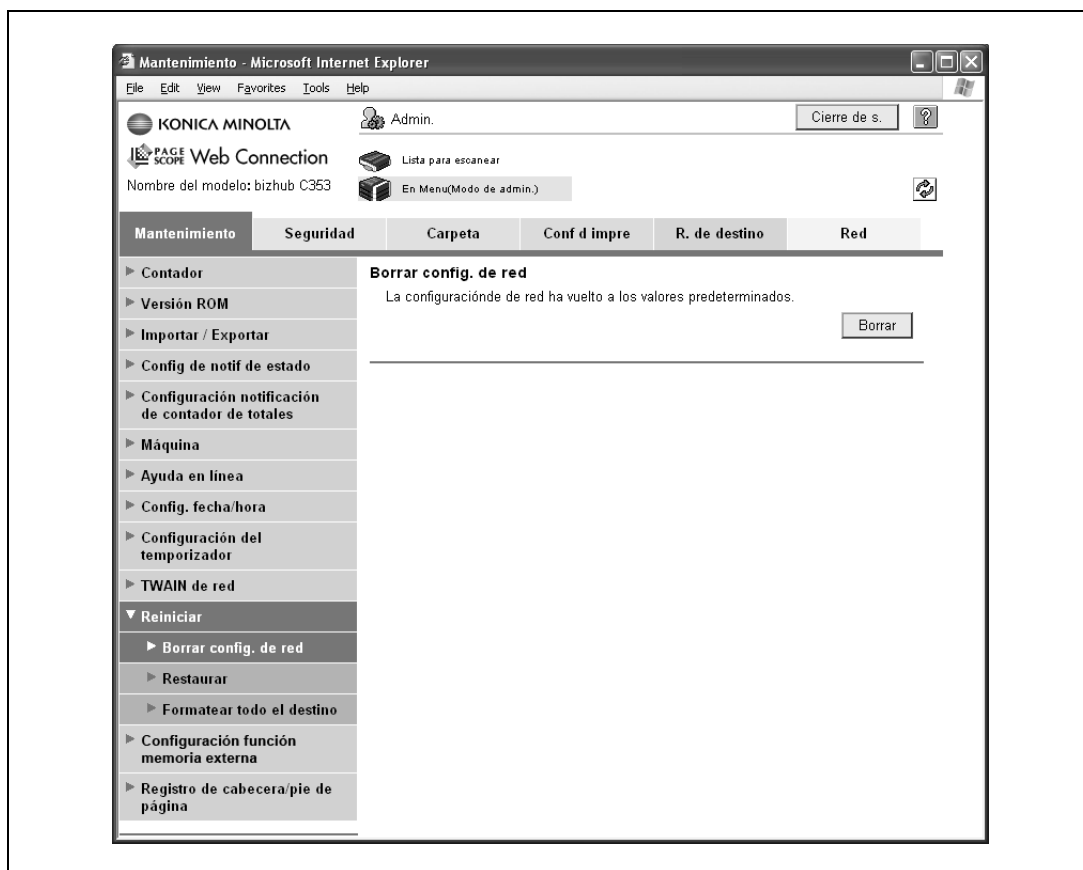 Mantenimiento - Microsoft Internet Explorer
File Edit View Favorites Tools Help
KONICA MINOLTA
Admin.
Cierre de s.
?
PAGE SCOPE Web Connection
Lista para escanear
Nombre del modelo: bizhub C353
En Menu(Modo de admin.)
Mantenimiento Seguridad Carpeta Conf d impre R. de destino Red
Contador
Versión ROM
Importar / Exportar
Config de notif de estado
Configuración notificación
de contador de totales
Máquina
Ayuda en línea
Config. fecha/hora
Configuración del
temporizador
TWAIN de red
Reiniciar
Borrar config. de red
Restaurar
Formatear todo el destino
Configuración función
memoria externa
Registro de cabecera/pie de
página
Borrar config. de red
La configuraciónde de red ha vuelto a los valores predeterminados.
Borrar